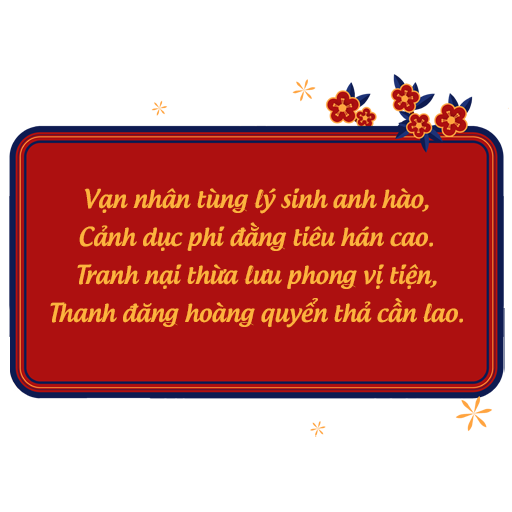 Vạn nhân tùng lý sinh anh hào,
Cảnh dục phi đằng tiêu hán cao.
Tranh nại thừa lưu phong vị tiện,
Thanh đăng hoàng quyển thả cần lao.